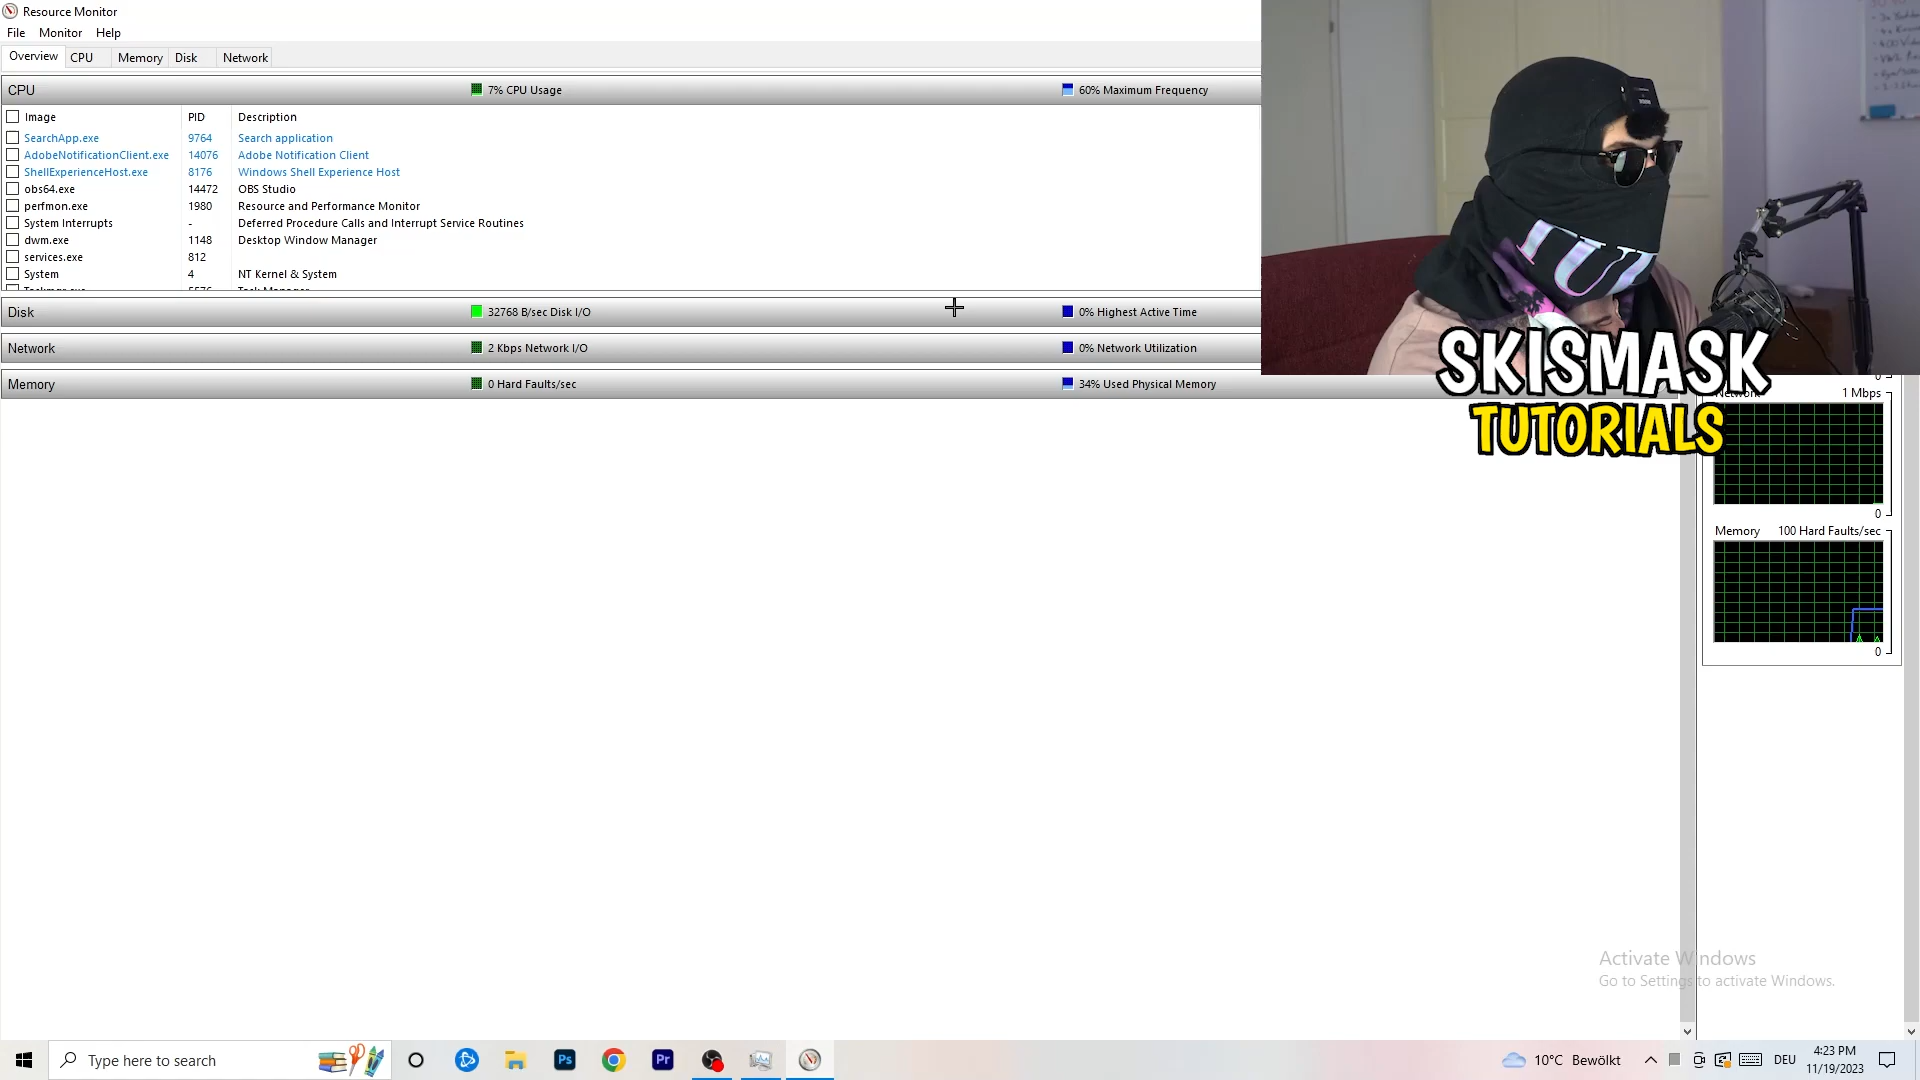 Resource Monitor
File Monitor Help
Overview CPU Memory Disk Network
CPU 7% CPU Usage 60% Maximum Frequency
Image PID Description
SearchApp.exe 9764 Search application
AdobeNotificationClient.exe 14076 Adobe Notification Client
ShellExperienceHost.exe 8176 Windows Shell Experience Host
obs64.exe 14472 OBS Studio
perfmon.exe 1980 Resource and Performance Monitor
System Interrupts - Deferred Procedure Calls and Interrupt Service Routines
dwm.exe 1148 Desktop Window Manager
services.exe 812
System 4 NT Kernel & System
Disk 32768 B/sec Disk I/O 0% Highest Active Time
Network 2 Kbps Network I/O 0% Network Utilization
Memory 0 Hard Faults/sec 34% Used Physical Memory
SKISMASK
TUTORIALS
0
Network 1 Mbps
0
Memory 100 Hard Faults/sec
0
Activate Windows
Go to Settings to activate Windows.
Type here to search
Ps
Pr
10°C Bewölkt
DEU
4:23 PM
11/19/2023